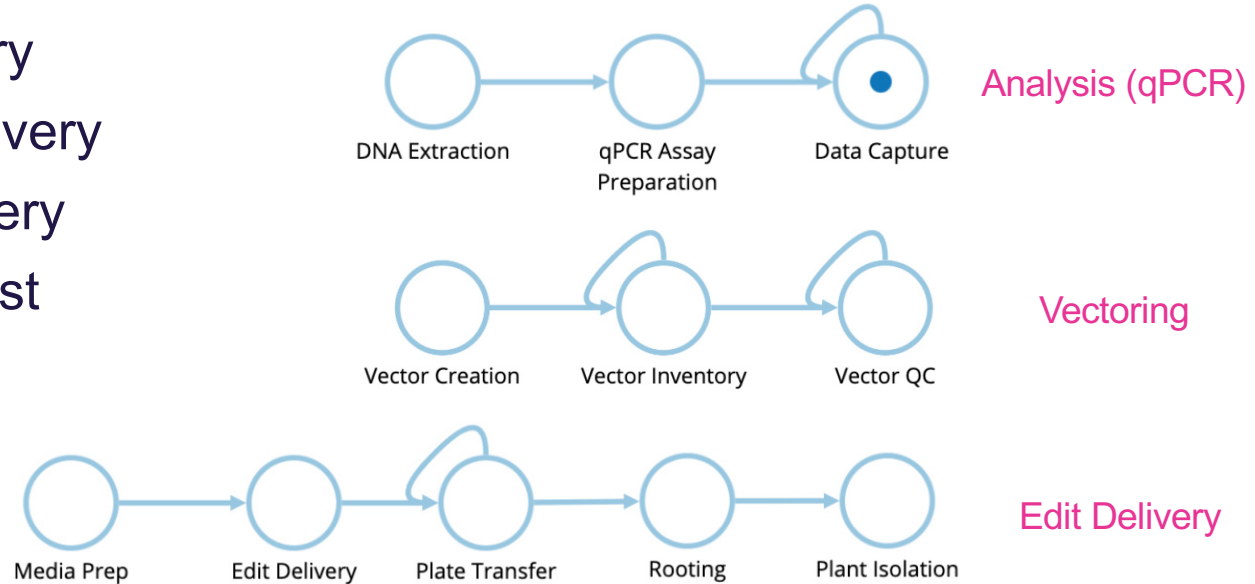 ry
very
ery
st
DNA Extraction
qPCR Assay
Preparation
Data Capture
Analysis (qPCR)
Vector Creation
Vector Inventory
Vector QC
Vectoring
Media Prep
Edit Delivery
Plate Transfer
Rooting
Plant Isolation
Edit Delivery